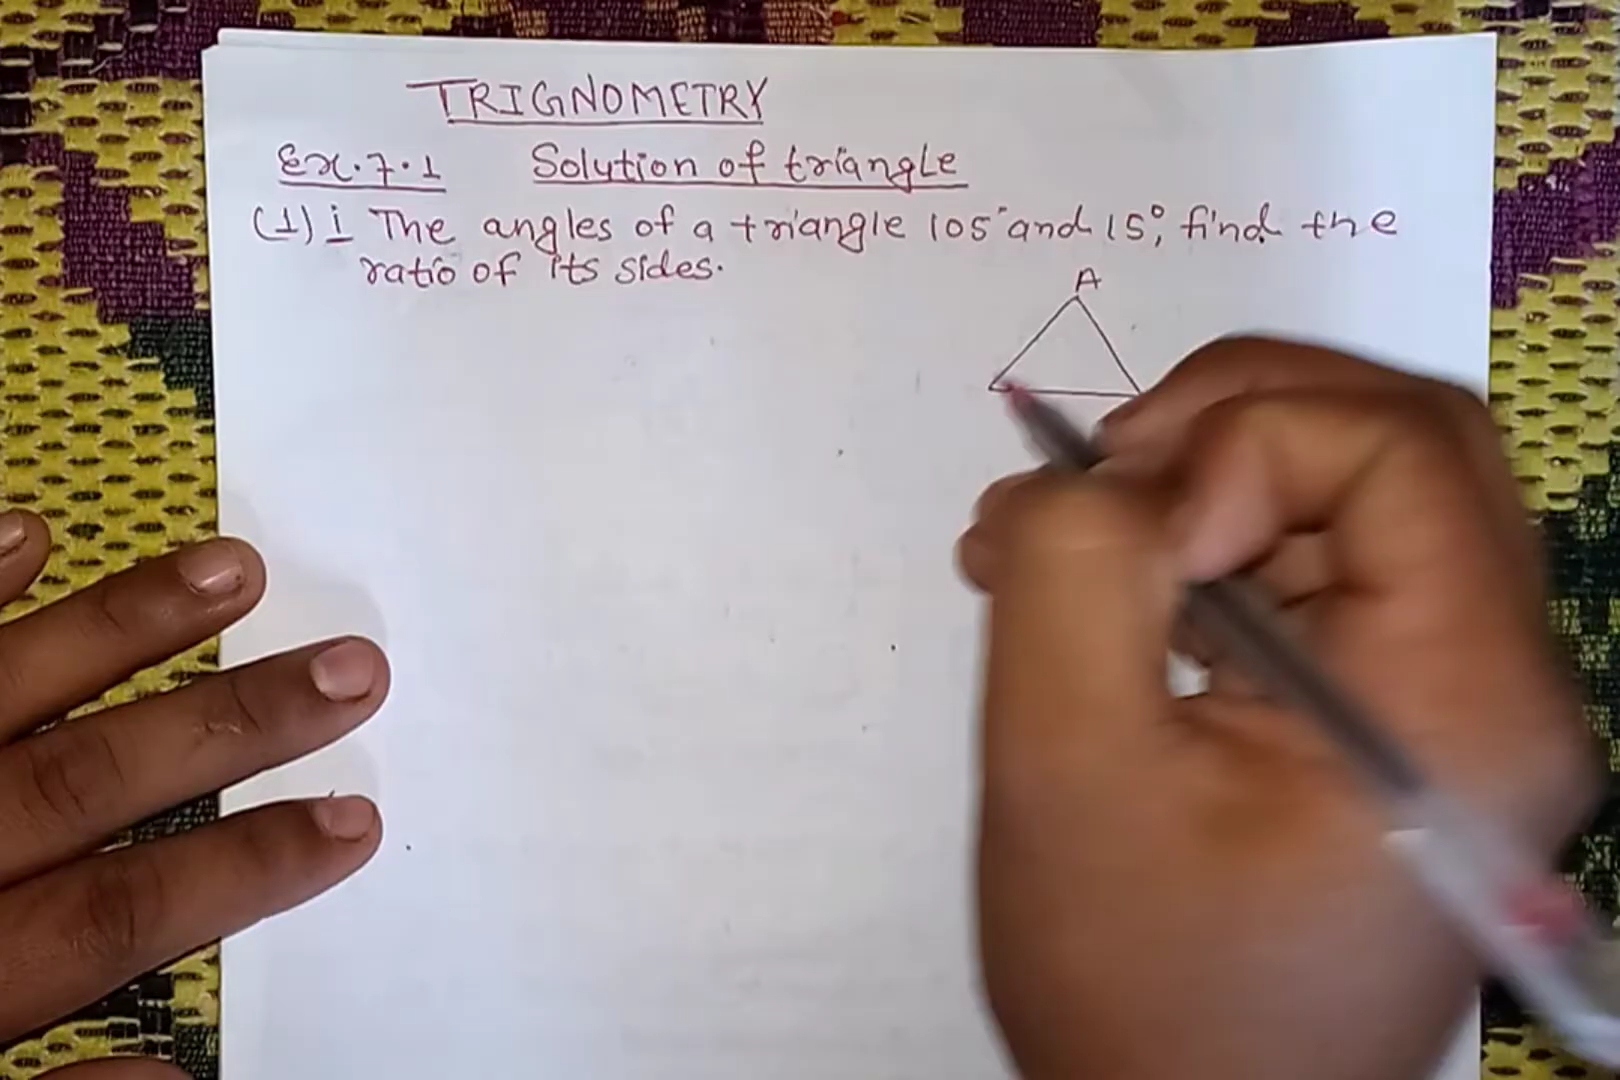 TRIGNOMETRY
Ex.7.1 Solution of triangle
(1) i The angles of a triangle 105° and 15°, find the
ratio of its sides.
A